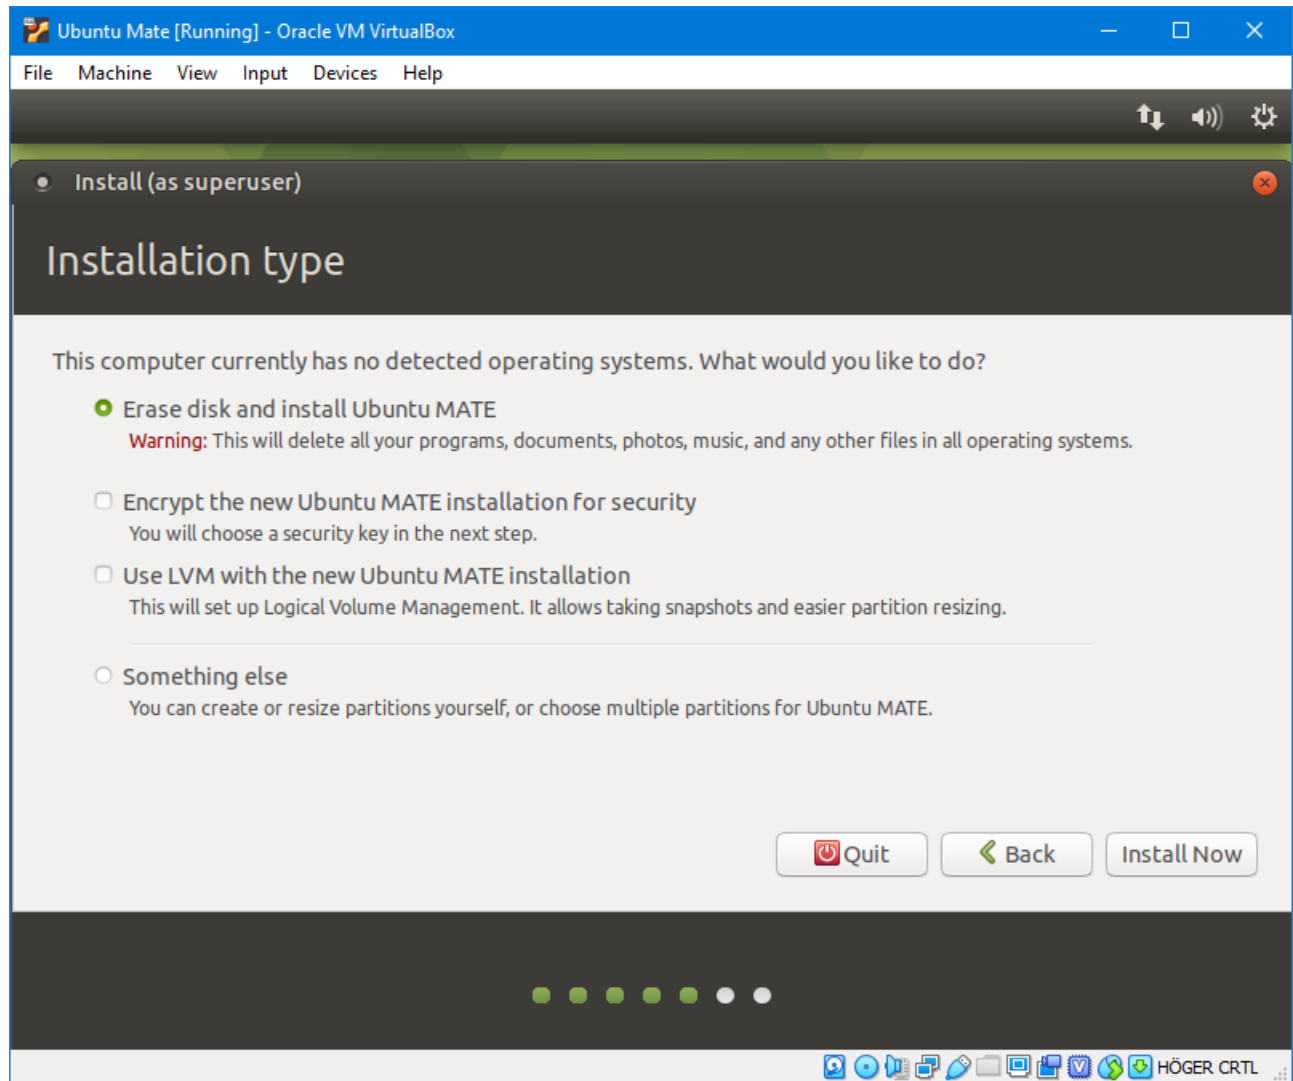 Ubuntu Mate [Running] - Oracle VM VirtualBox
File Machine View Input Devices Help
Install (as superuser)
Installation type
This computer currently has no detected operating systems. What would you like to do?
Erase disk and install Ubuntu MATE
Warning: This will delete all your programs, documents, photos, music, and any other files in all operating systems.
Encrypt the new Ubuntu MATE installation for security
You will choose a security key in the next step.
Use LVM with the new Ubuntu MATE installation
This will set up Logical Volume Management. It allows taking snapshots and easier partition resizing.
Something else
You can create or resize partitions yourself, or choose multiple partitions for Ubuntu MATE.
Quit Back Install Now
HÖGER CRTL